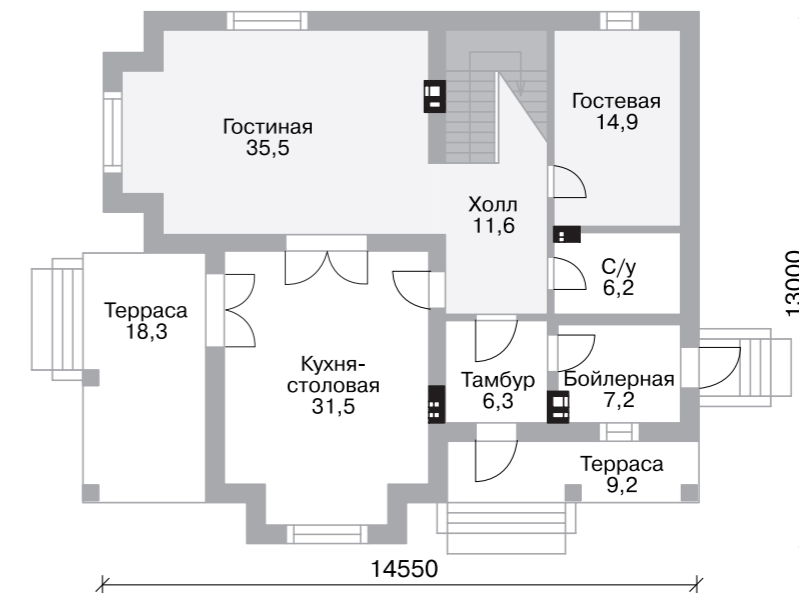 Гостиная
35,5
Гостевая
14,9
Холл
11,6
С/у
6,2
13000
Терраса
18,3
Кухня-
столовая
31,5
Тамбур
6,3
Бойлерная
7,2
Терраса
9,2
14550